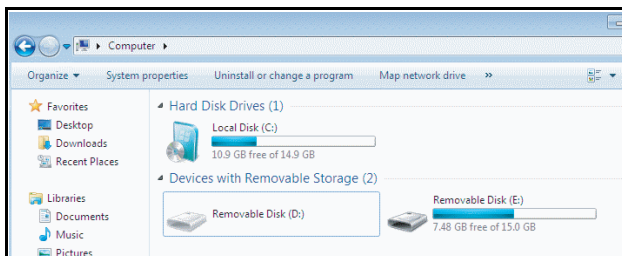 Computer
Organize System properties Uninstall or change a program Map network drive »
Favorites
Desktop
Downloads
Recent Places
Libraries
Documents
Music
Pictures
Hard Disk Drives (1)
Local Disk (C:)
10.9 GB free of 14.9 GB
Devices with Removable Storage (2)
Removable Disk (D:)
Removable Disk (E:)
7.48 GB free of 15.0 GB